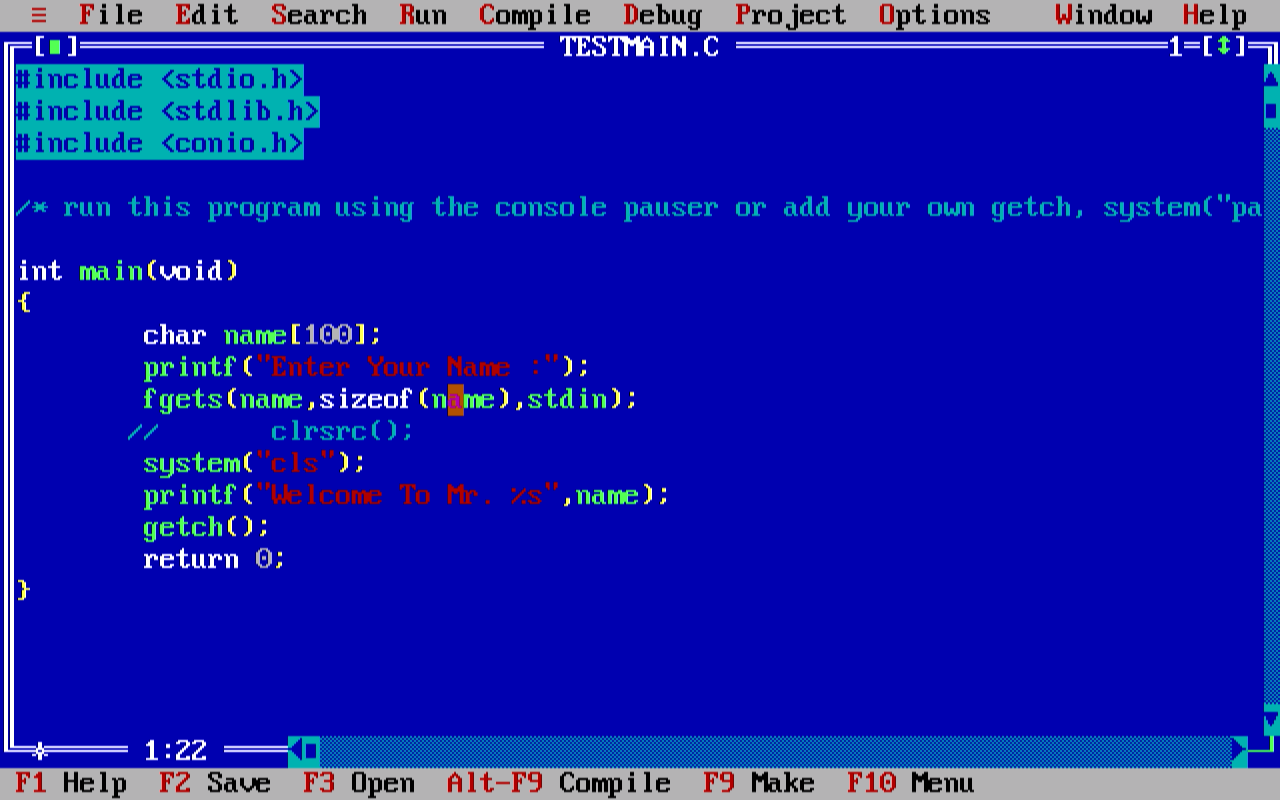 ≡ File Edit Search Run Compile Debug Project Options Window Help
[■] TESTMAIN.C 1=[↕]
#include <stdio.h>
#include <stdlib.h>
#include <conio.h>
/* run this program using the console pauser or add your own getch, system("pa
int main(void)
{
char name[100];
printf("Enter Your Name :");
fgets(name,sizeof(name),stdin);
// clrsrc();
system("cls");
printf("Welcome To Mr. %s",name);
getch();
return 0;
}
* 1:22
F1 Help F2 Save F3 Open Alt-F9 Compile F9 Make F10 Menu